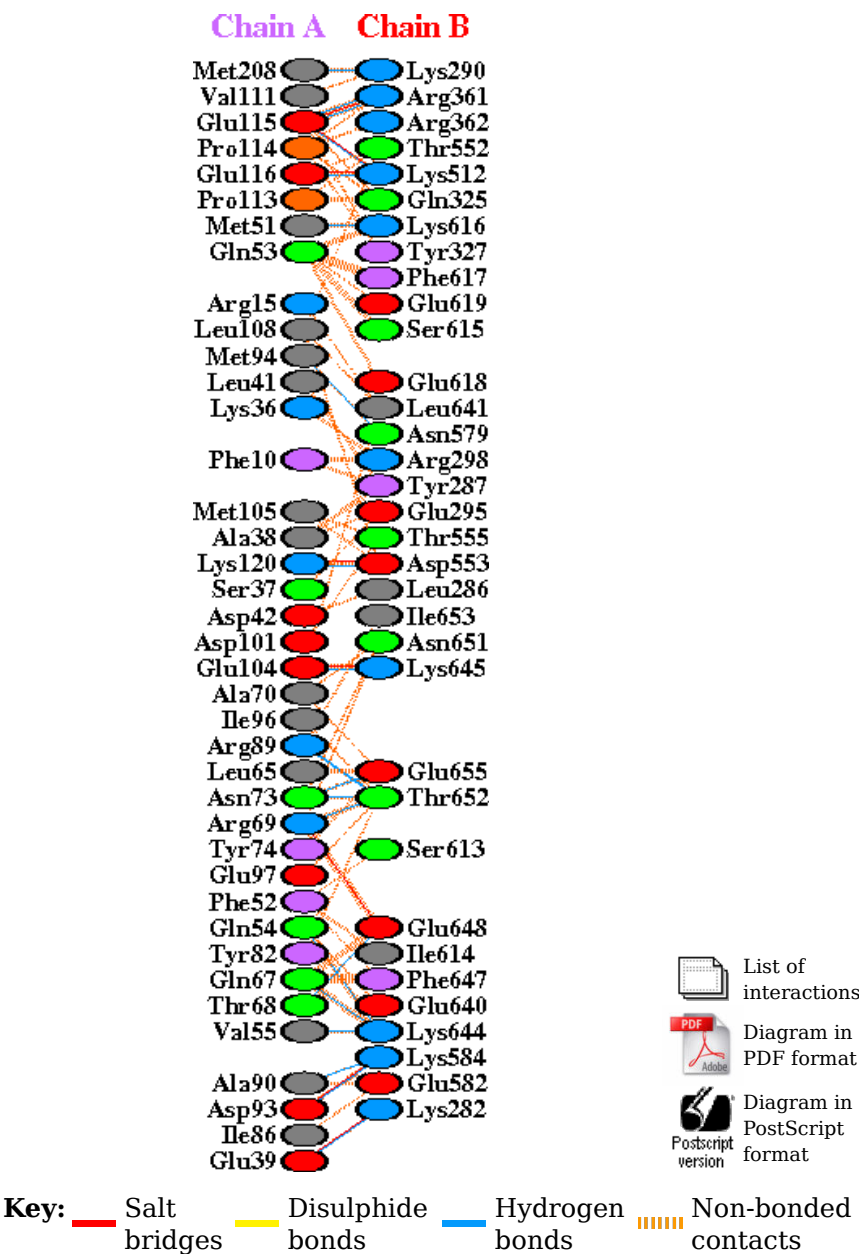 Chain A Chain B
Met208 Lys290
Val111 Arg361
Glu115 Arg362
Pro114 Thr552
Glu116 Lys512
Pro113 Gln325
Met51 Lys616
Gln53 Tyr327
Phe617
Arg15 Glu619
Leu108 Ser615
Met94
Leu41 Glu618
Lys36 Leu641
Asn579
Phe10 Arg298
Tyr287
Met105 Glu295
Ala38 Thr555
Lys120 Asp553
Ser37 Leu286
Asp42 Ile653
Asp101 Asn651
Glu104 Lys645
Ala70
Ile96
Arg89
Leu65 Glu655
Asn73 Thr652
Arg69
Tyr74 Ser613
Glu97
Phe52
Gln54 Glu648
Tyr82 Ile614
Gln67 Phe647
Thr68 Glu640
Val55 Lys644
Lys584
Ala90 Glu582
Asp93 Lys282
Ile86
Glu39
List of
interactions
PDF
Adobe
Diagram in
PDF format
Postscript
version
Diagram in
PostScript
format
Key: Salt bridges
Disulphide bonds
Hydrogen bonds
Non-bonded contacts